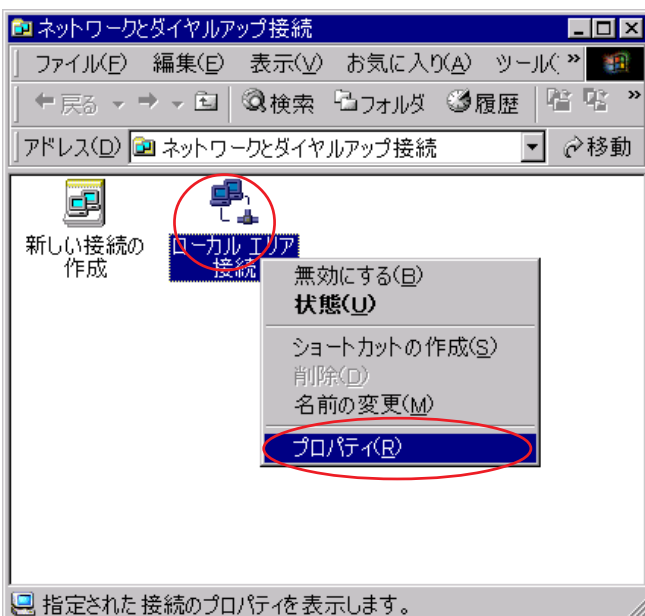 ネットワークとダイヤルアップ接続
ファイル(F) 編集(E) 表示(V) お気に入り(A) ツール( »
戻る 検索 フォルダ 履歴 »
アドレス(D) ネットワークとダイヤルアップ接続 移動
新しい接続の
作成
ローカル エリア
接続
無効にする(B)
状態(U)
ショートカットの作成(S)
削除(D)
名前の変更(M)
プロパティ(R)
指定された接続のプロパティを表示します。